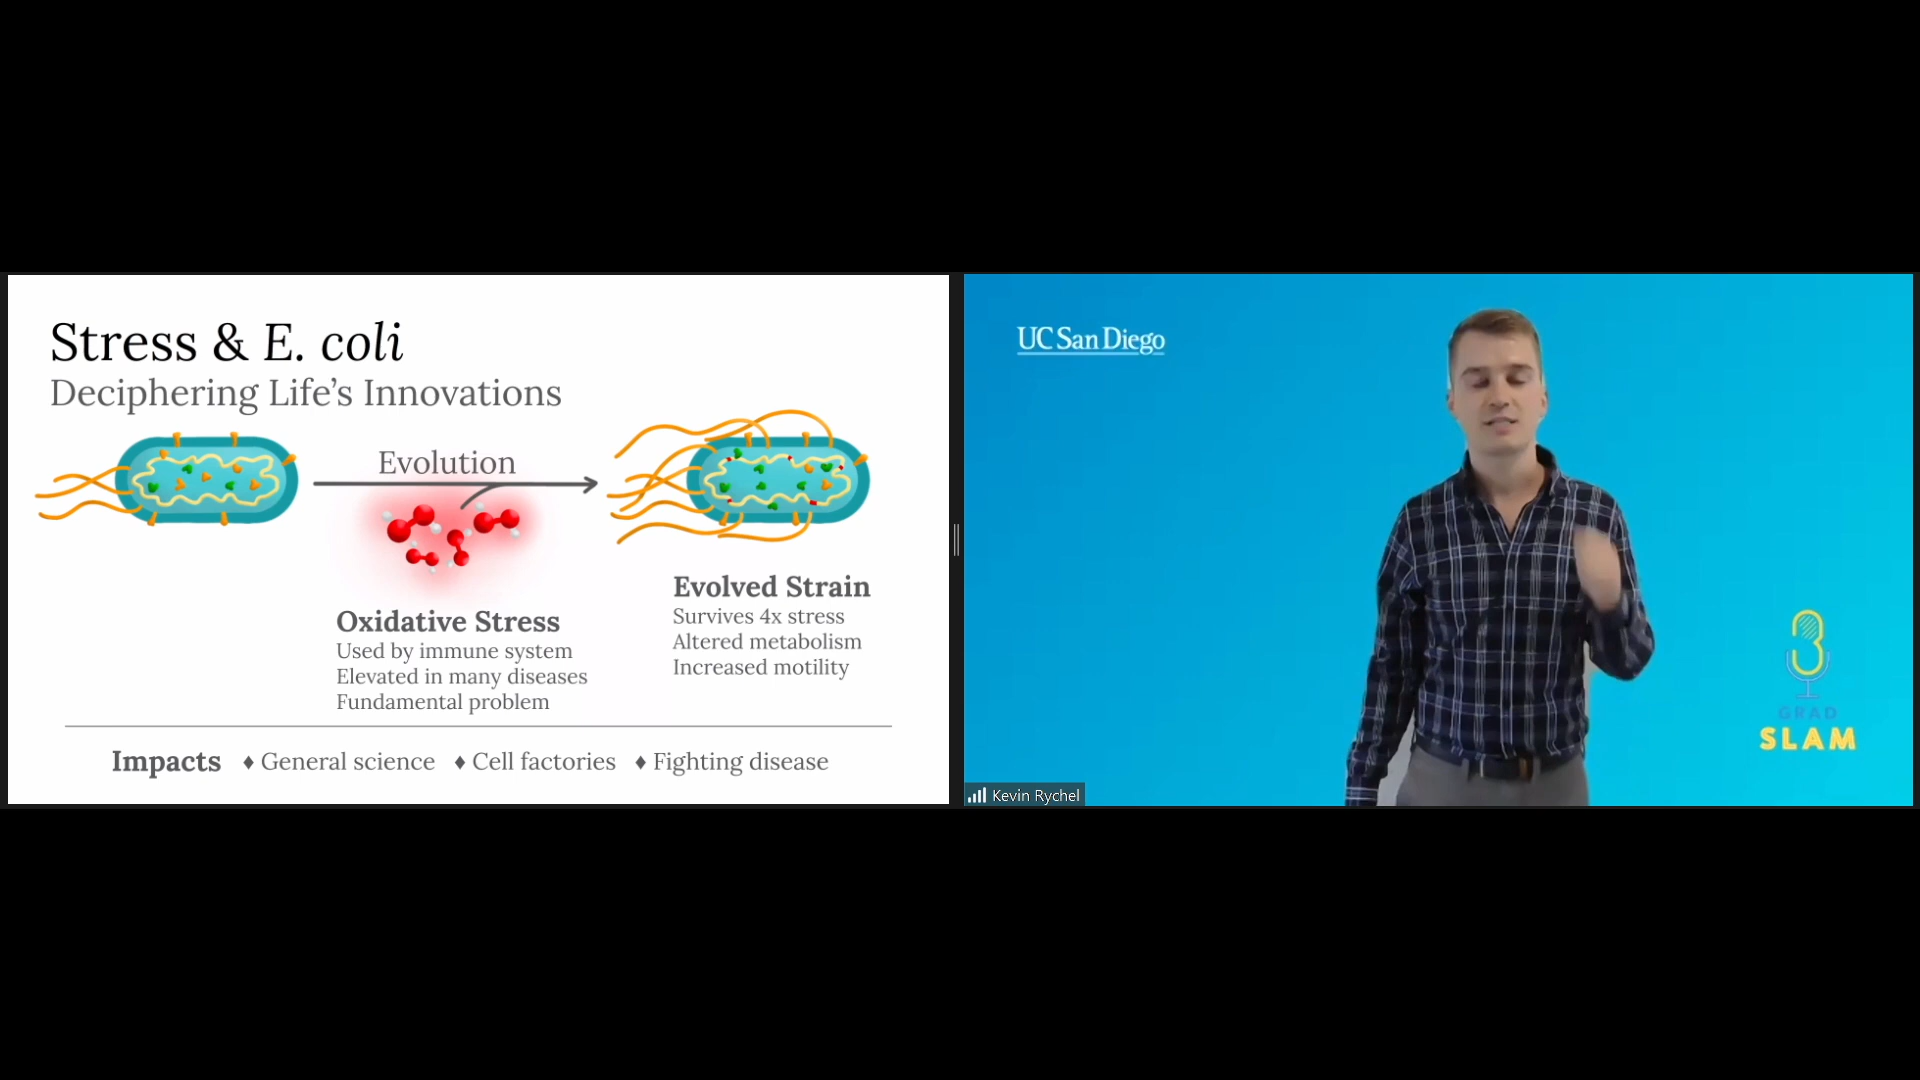 Stress & E. coli
Deciphering Life's Innovations
Evolution
Oxidative Stress
Used by immune system
Elevated in many diseases
Fundamental problem
Evolved Strain
Survives 4x stress
Altered metabolism
Increased motility
Impacts ♦ General science ♦ Cell factories ♦ Fighting disease
UC San Diego
GRAD
SLAM
Kevin Rychel